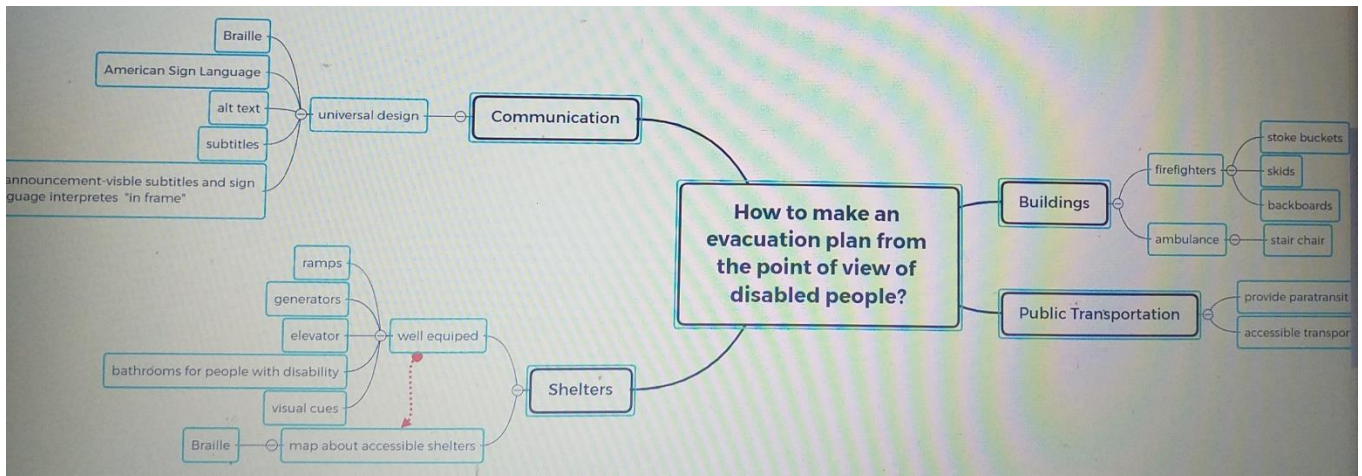 How to make an
evacuation plan from
the point of view of
disabled people?
Communication
universal design
Braille
American Sign Language
alt text
subtitles
announcement-visble subtitles and sign
guage interpretes "in frame"
Shelters
well equiped
ramps
generators
elevator
bathrooms for people with disability
visual cues
map about accessible shelters
Braille
Buildings
firefighters
stoke buckets
skids
backboards
ambulance
stair chair
Public Transportation
provide paratransit
accessible transpor